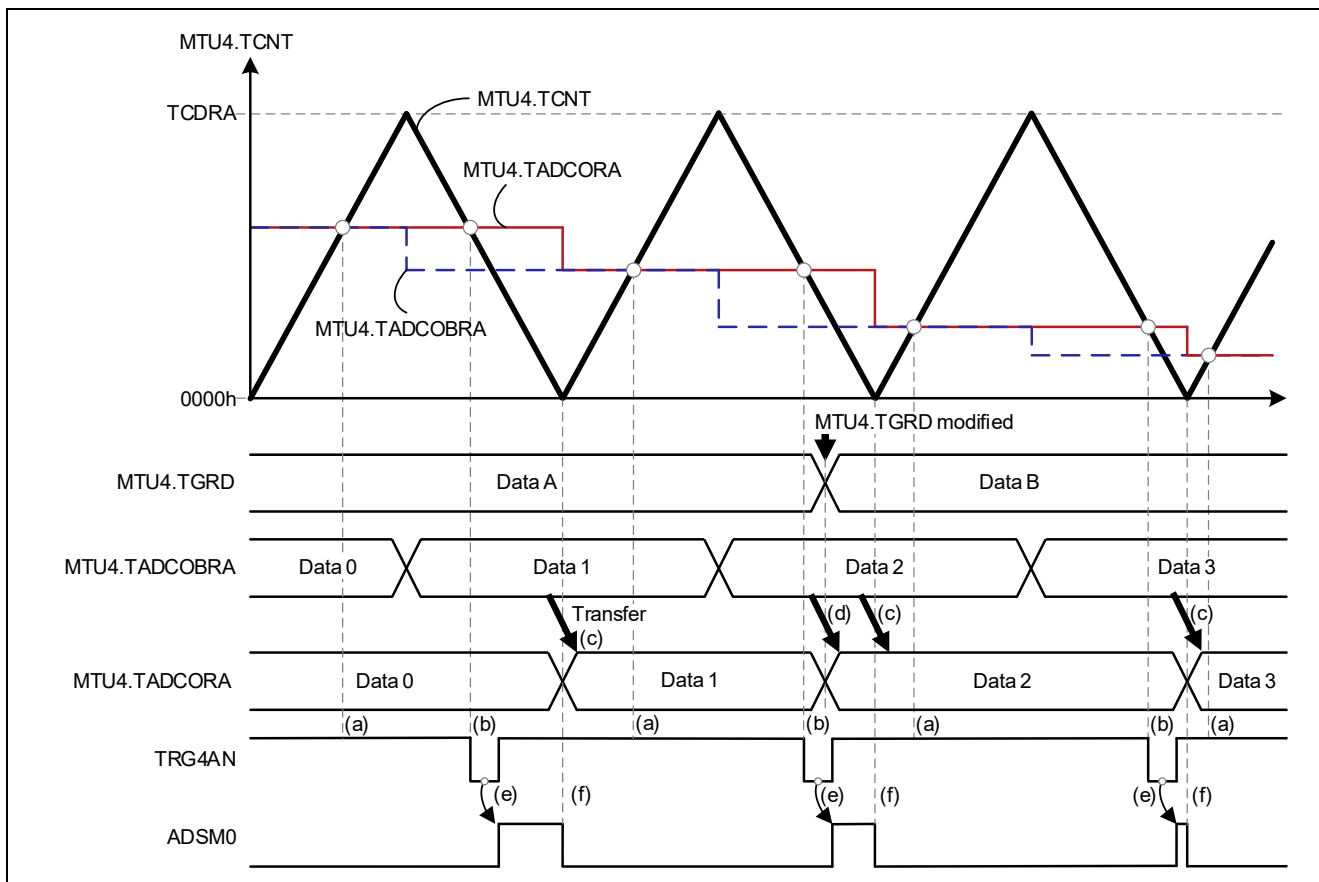 MTU4.TCNT
TCDRA
MTU4.TCNT
MTU4.TADCORA
MTU4.TADCOBRA
0000h
MTU4.TGRD modified
MTU4.TGRD
Data A
Data B
MTU4.TADCOBRA
Data 0
Data 1
Data 2
Data 3
Transfer
(c)
(d)
(c)
(c)
MTU4.TADCORA
Data 0
Data 1
Data 2
Data 3
(a)
(b)
(a)
(b)
(a)
(b)
(a)
TRG4AN
(e)
(f)
(e)
(f)
(e)
(f)
ADSM0